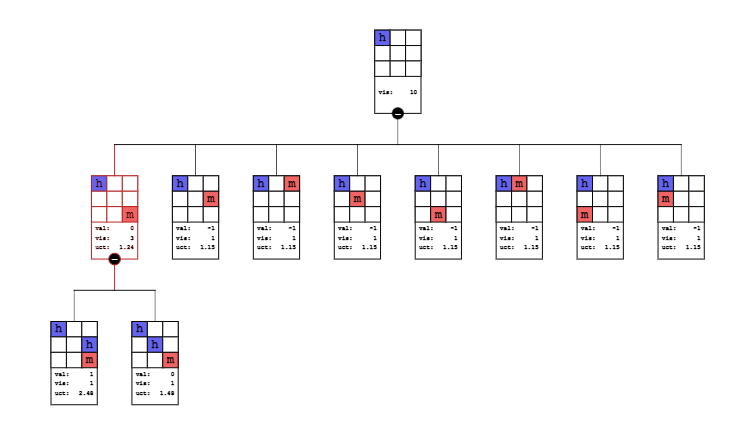 h
vis: 10
−
h
h
h m
h
h
h m
h
h
m
m
m
m
m
m
val: 0
val: -1
val: -1
val: -1
val: -1
val: -1
val: -1
val: -1
vis: 3
vis: 1
vis: 1
vis: 1
vis: 1
vis: 1
vis: 1
vis: 1
uct: 1.24
uct: 1.15
uct: 1.15
uct: 1.15
uct: 1.15
uct: 1.15
uct: 1.15
uct: 1.15
−
h
h
h
h
m
m
val: 1
val: 0
vis: 1
vis: 1
uct: 2.48
uct: 1.48